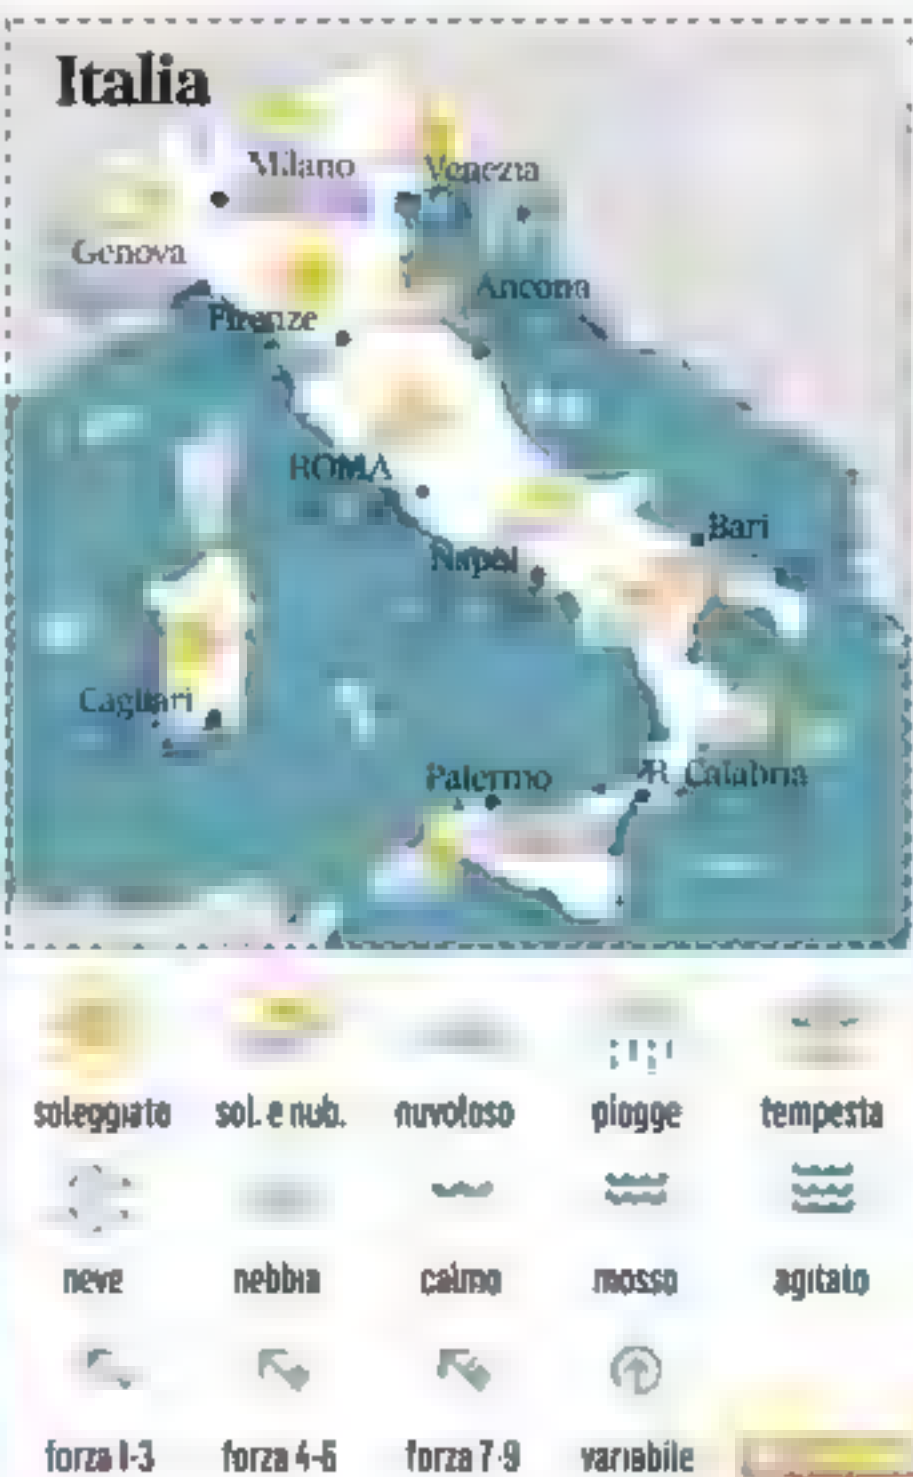 Italia
Milano
Venezia
Genova
Ancona
Firenze
ROMA
Bari
Napoli
Cagliari
Palermo
R. Calabria
soleggiato sol. e nub. nuvoloso piogge tempesta
neve nebbia calmo mosso agitato
forza 1-3 forza 4-6 forza 7-9 variabile